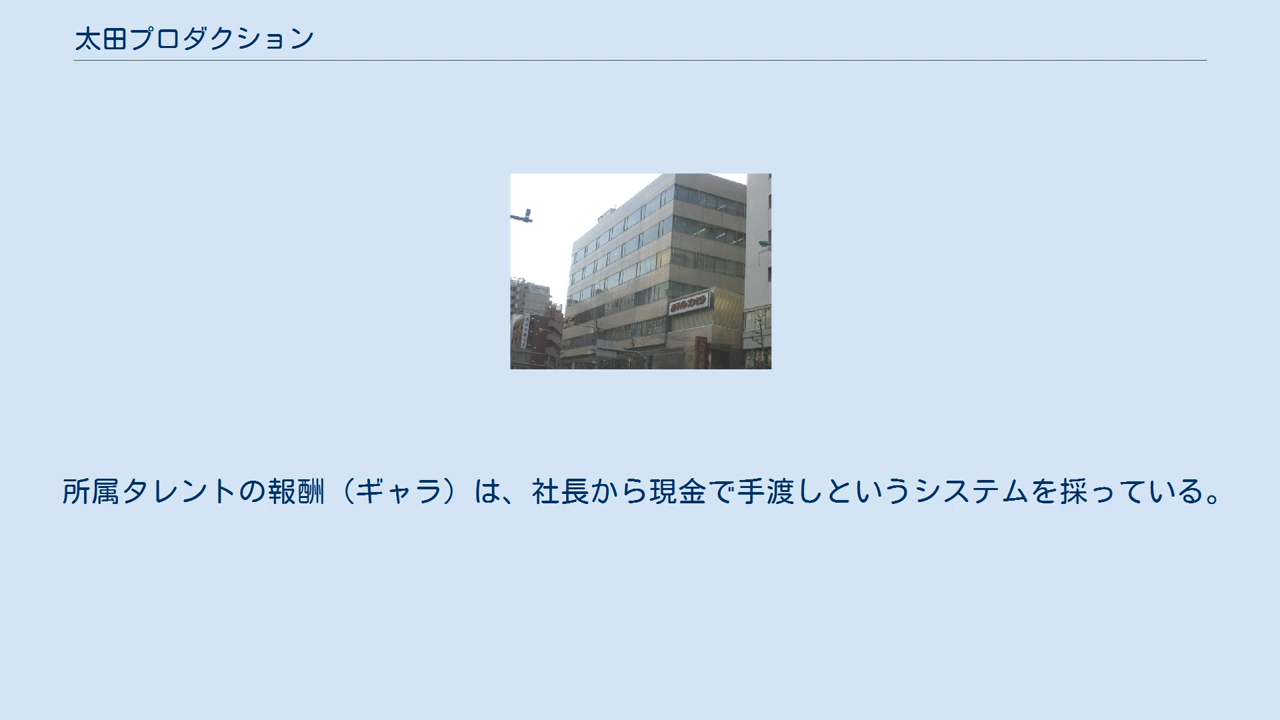 太田プロダクション
所属タレントの報酬（ギャラ）は、社長から現金で手渡しというシステムを採っている。